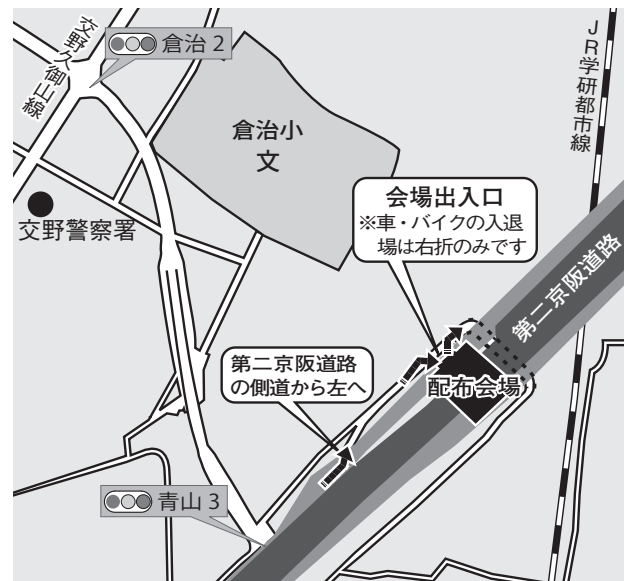 交野久御山線
倉治 2
JR学研都市線
倉治小
文
会場出入口
※車・バイクの入退
場は右折のみです
交野警察署
第二京阪道路
第二京阪道路
の側道から左へ
配布会場
青山 3